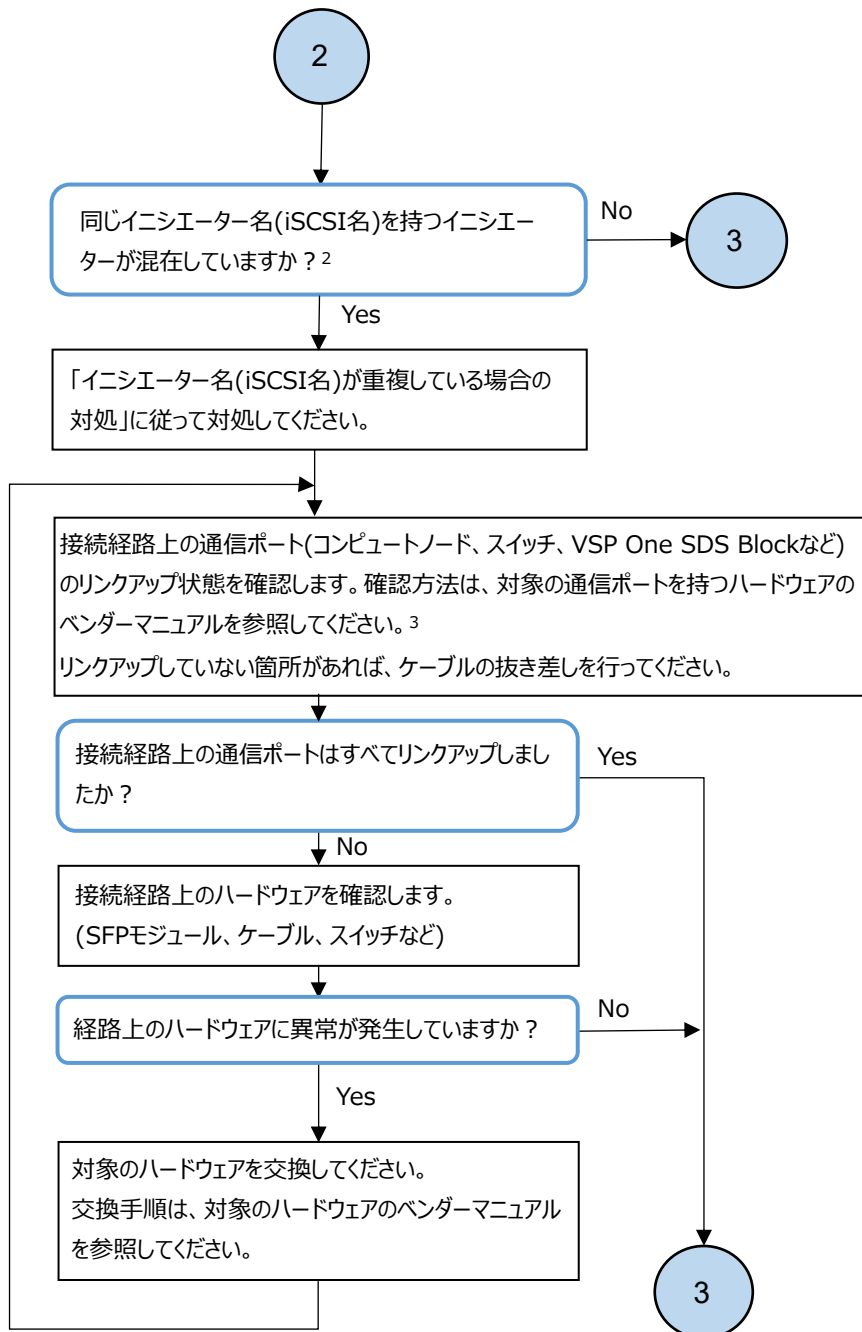 2
同じイニシエーター名(iSCSI名)を持つイニシエー
ターが混在していますか？2
No
3
Yes
「イニシエーター名(iSCSI名)が重複している場合の
対処」に従って対処してください。
接続経路上の通信ポート(コンピュートノード、スイッチ、VSP One SDS Blockなど)
のリンクアップ状態を確認します。確認方法は、対象の通信ポートを持つハードウェアの
ベンダーマニュアルを参照してください。3
リンクアップしていない箇所があれば、ケーブルの抜き差しを行ってください。
接続経路上の通信ポートはすべてリンクアップしまし
たか？
Yes
No
接続経路上のハードウェアを確認します。
(SFPモジュール、ケーブル、スイッチなど)
経路上のハードウェアに異常が発生していますか？
No
Yes
対象のハードウェアを交換してください。
交換手順は、対象のハードウェアのベンダーマニュアル
を参照してください。
3